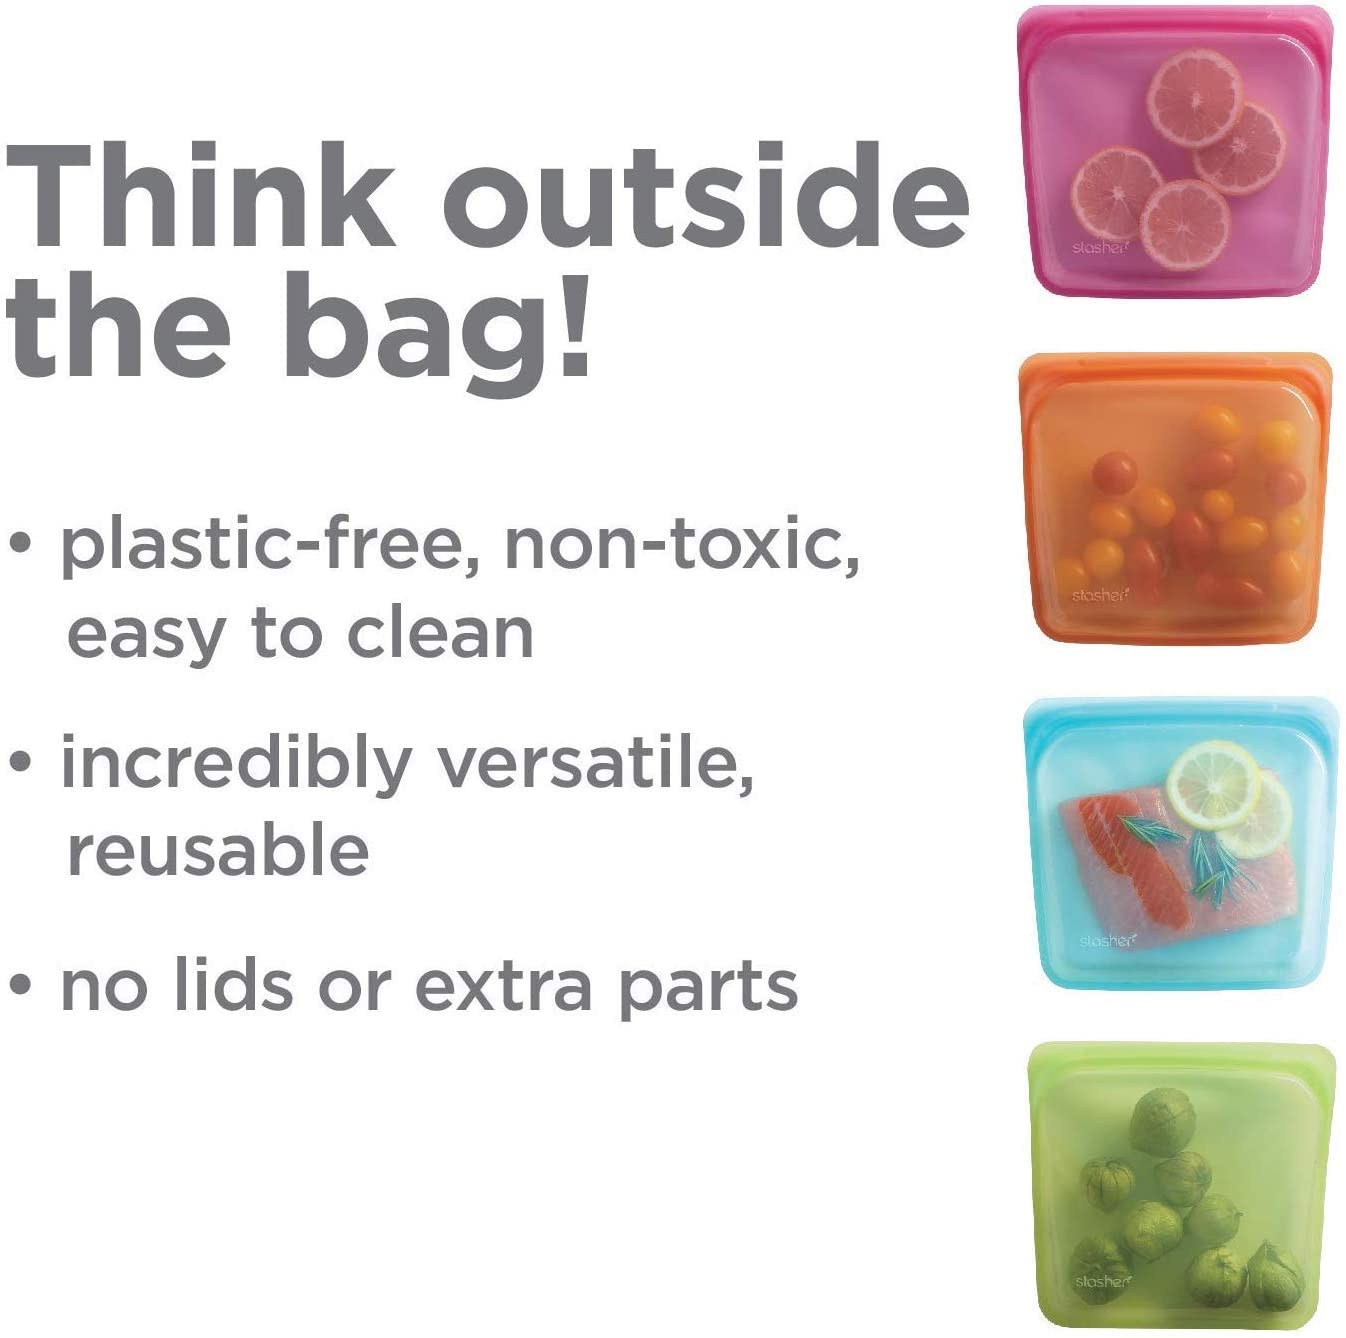 Think outside
the bag!
• plastic-free, non-toxic,
easy to clean
• incredibly versatile,
reusable
• no lids or extra parts
stasher
stasher
stasher
stasher